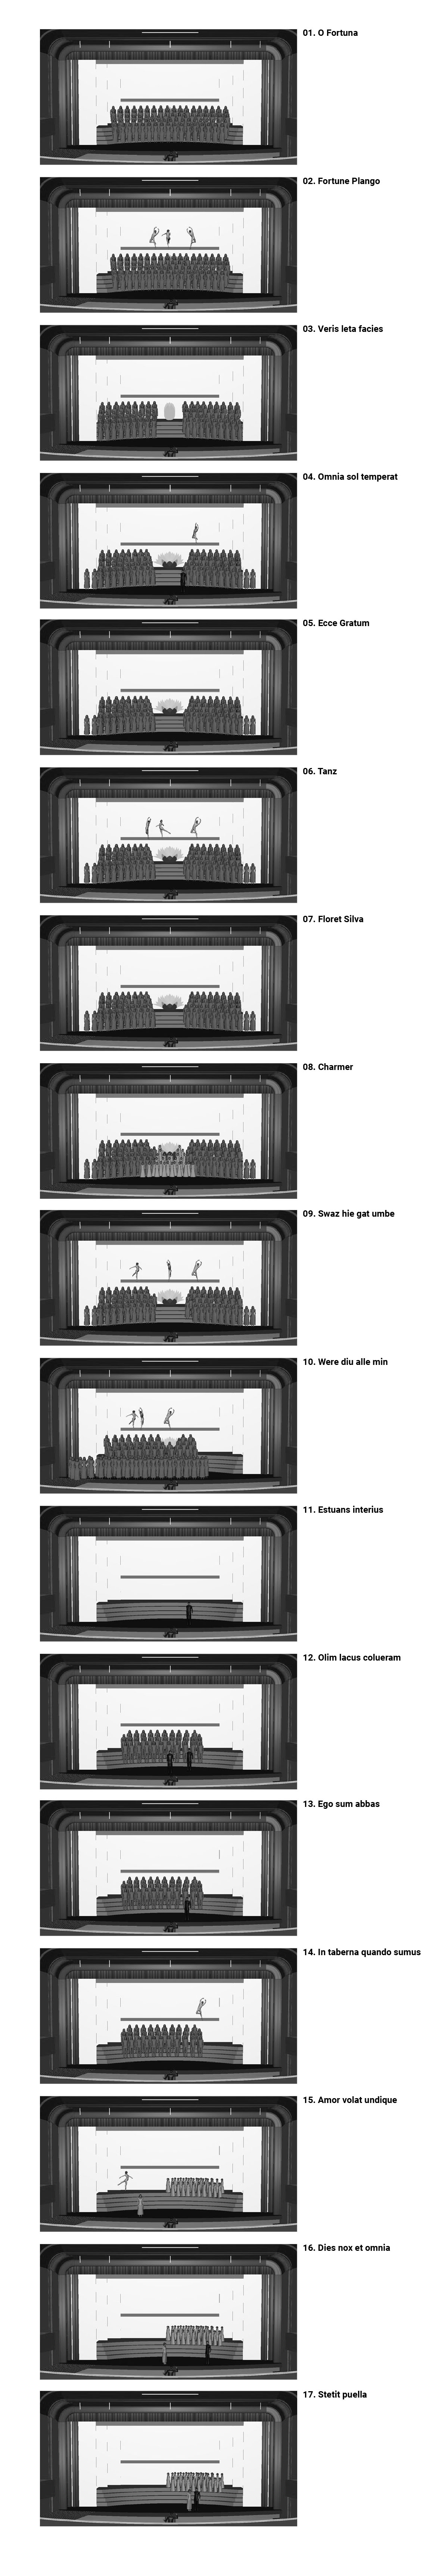 01. O Fortuna
02. Fortune Plango
03. Veris leta facies
04. Omnia sol temperat
05. Ecce Gratum
06. Tanz
07. Floret Silva
08. Charmer
09. Swaz hie gat umbe
10. Were diu alle min
11. Estuans interius
12. Olim lacus colueram
13. Ego sum abbas
14. In taberna quando sumus
15. Amor volat undique
16. Dies nox et omnia
17. Stetit puella